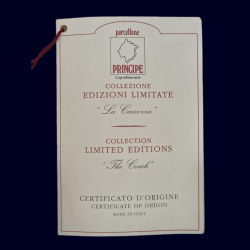 porcellane
PRINCIPE
Capodimonte
COLLEZIONE
EDIZIONI LIMITATE
"La Carrozza"
COLLECTION
LIMITED EDITIONS
"The Coach"
CERTIFICATO D'ORIGINE
CERTIFICATE OF ORIGIN
MADE IN ITALY